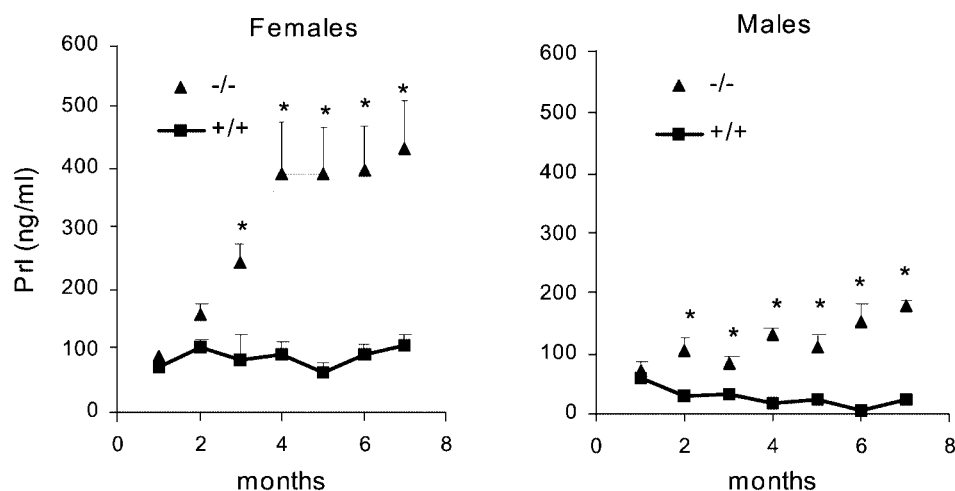 Females
600
500
400
300
200
100
0
Prl (ng/ml)
-/-
+/+
* * * * *
0 2 4 6 8
months
Males
600
500
400
300
200
100
0
-/-
+/+
* * * * * *
0 2 4 6 8
months